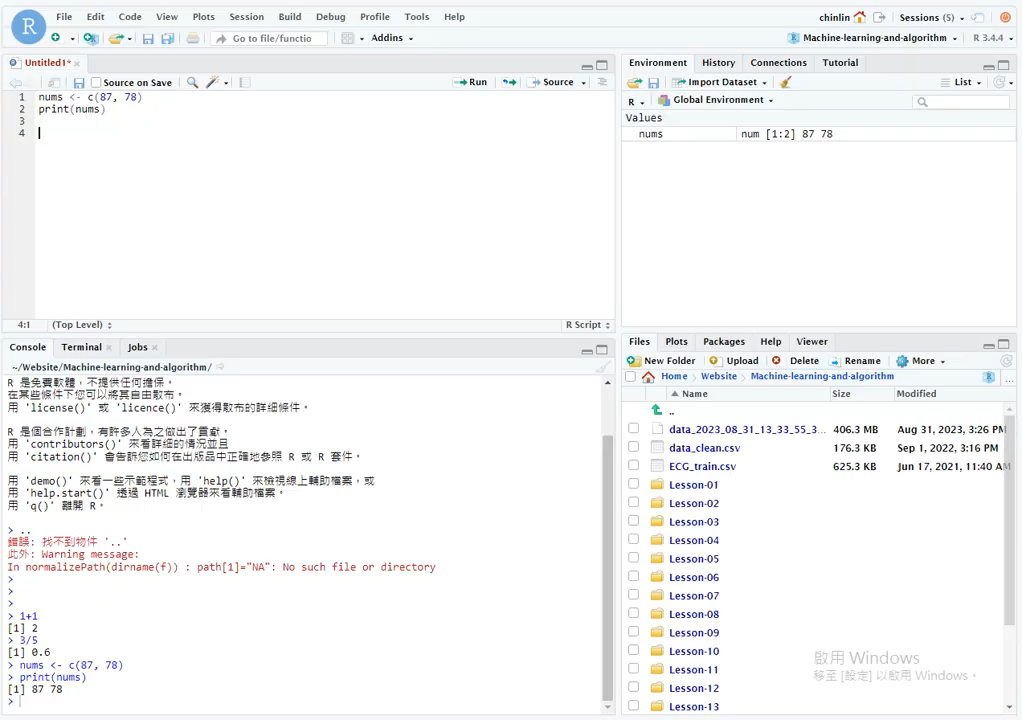 R
File Edit Code View Plots Session Build Debug Profile Tools Help
chinlin Sessions (5)
Go to file/functio Addins
Machine-learning-and-algorithm R 3.4.4
Untitled1*
Source on Save Run Source
1 nums <- c(87, 78)
2 print(nums)
3
4
4:1 (Top Level) R Script
Console Terminal Jobs
~/Website/Machine-learning-and-algorithm/
R 是免費軟體，不提供任何擔保。
在某些條件下您可以將其自由散布。
用 'license()' 或 'licence()' 來獲得散布的詳細條件。
R 是個合作計劃，有許多人為之做出了貢獻。
用 'contributors()' 來看詳細的情況並且
用 'citation()' 會告訴您如何在出版品中正確地參照 R 或 R 套件。
用 'demo()' 來看一些示範程式，用 'help()' 來檢視線上輔助檔案，或
用 'help.start()' 透過 HTML 瀏覽器來看輔助檔案。
用 'q()' 離開 R。
> ..
錯誤: 找不到物件 '..'
此外: Warning message:
In normalizePath(dirname(f)) : path[1]="NA": No such file or directory
>
>
>
> 1+1
[1] 2
> 3/5
[1] 0.6
> nums <- c(87, 78)
> print(nums)
[1] 87 78
>
Environment History Connections Tutorial
Import Dataset List
R Global Environment
Values
nums num [1:2] 87 78
Files Plots Packages Help Viewer
New Folder Upload Delete Rename More
Home Website Machine-learning-and-algorithm R ...
Name Size Modified
..
data_2023_08_31_13_33_55_3... 406.3 MB Aug 31, 2023, 3:26 PM
data_clean.csv 176.3 KB Sep 1, 2022, 3:16 PM
ECG_train.csv 625.3 KB Jun 17, 2021, 11:40 AM
Lesson-01
Lesson-02
Lesson-03
Lesson-04
Lesson-05
Lesson-06
Lesson-07
Lesson-08
Lesson-09
Lesson-10
Lesson-11
Lesson-12
Lesson-13
啟用 Windows
移至 [設定] 以啟用 Windows。